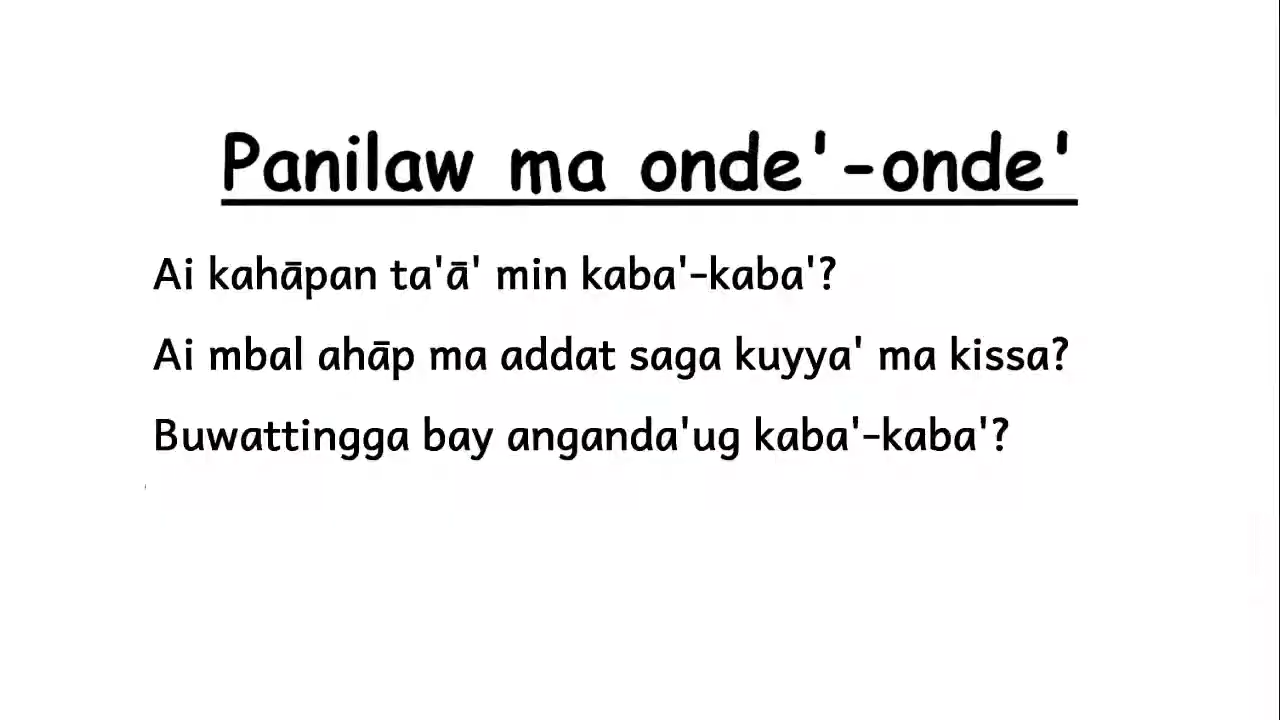 Panilaw ma onde'-onde'
Ai kahāpan ta'ā' min kaba'-kaba'?
Ai mbal ahāp ma addat saga kuyya' ma kissa?
Buwattingga bay anganda'ug kaba'-kaba'?